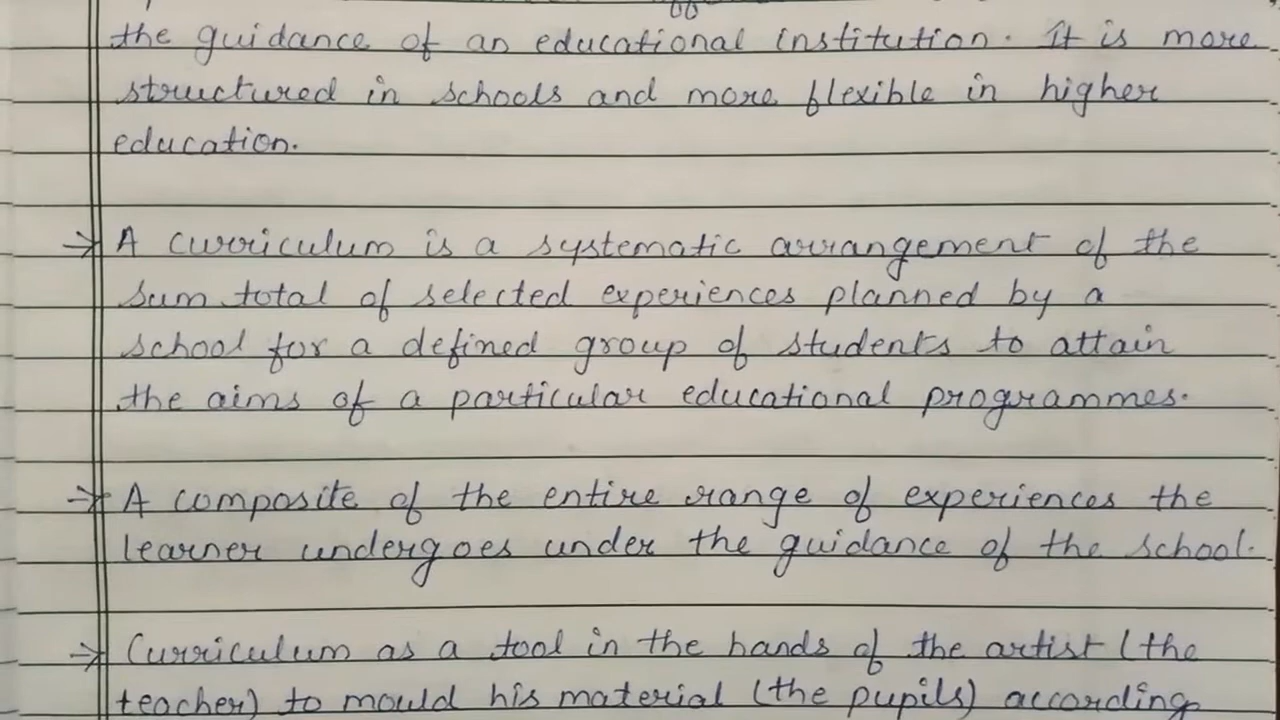 the guidance of an educational institution. It is more
structured in schools and more flexible in higher
education.
→ A curriculum is a systematic arrangement of the
sum total of selected experiences planned by a
school for a defined group of students to attain
the aims of a particular educational programmes.
→ A composite of the entire range of experiences the
learner undergoes under the guidance of the school.
→ Curriculum as a tool in the hands of the artist (the
teacher) to mould his material (the pupils) according